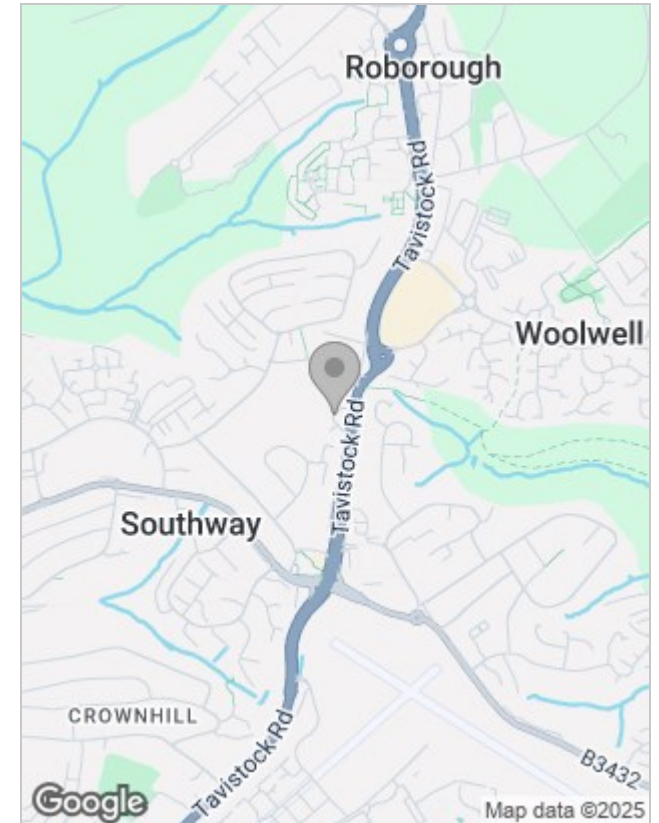 Roborough
Tavistock Rd
Woolwell
Tavistock Rd
Southway
CROWNHILL
Tavistock Rd
B3432
Google
Map data ©2025